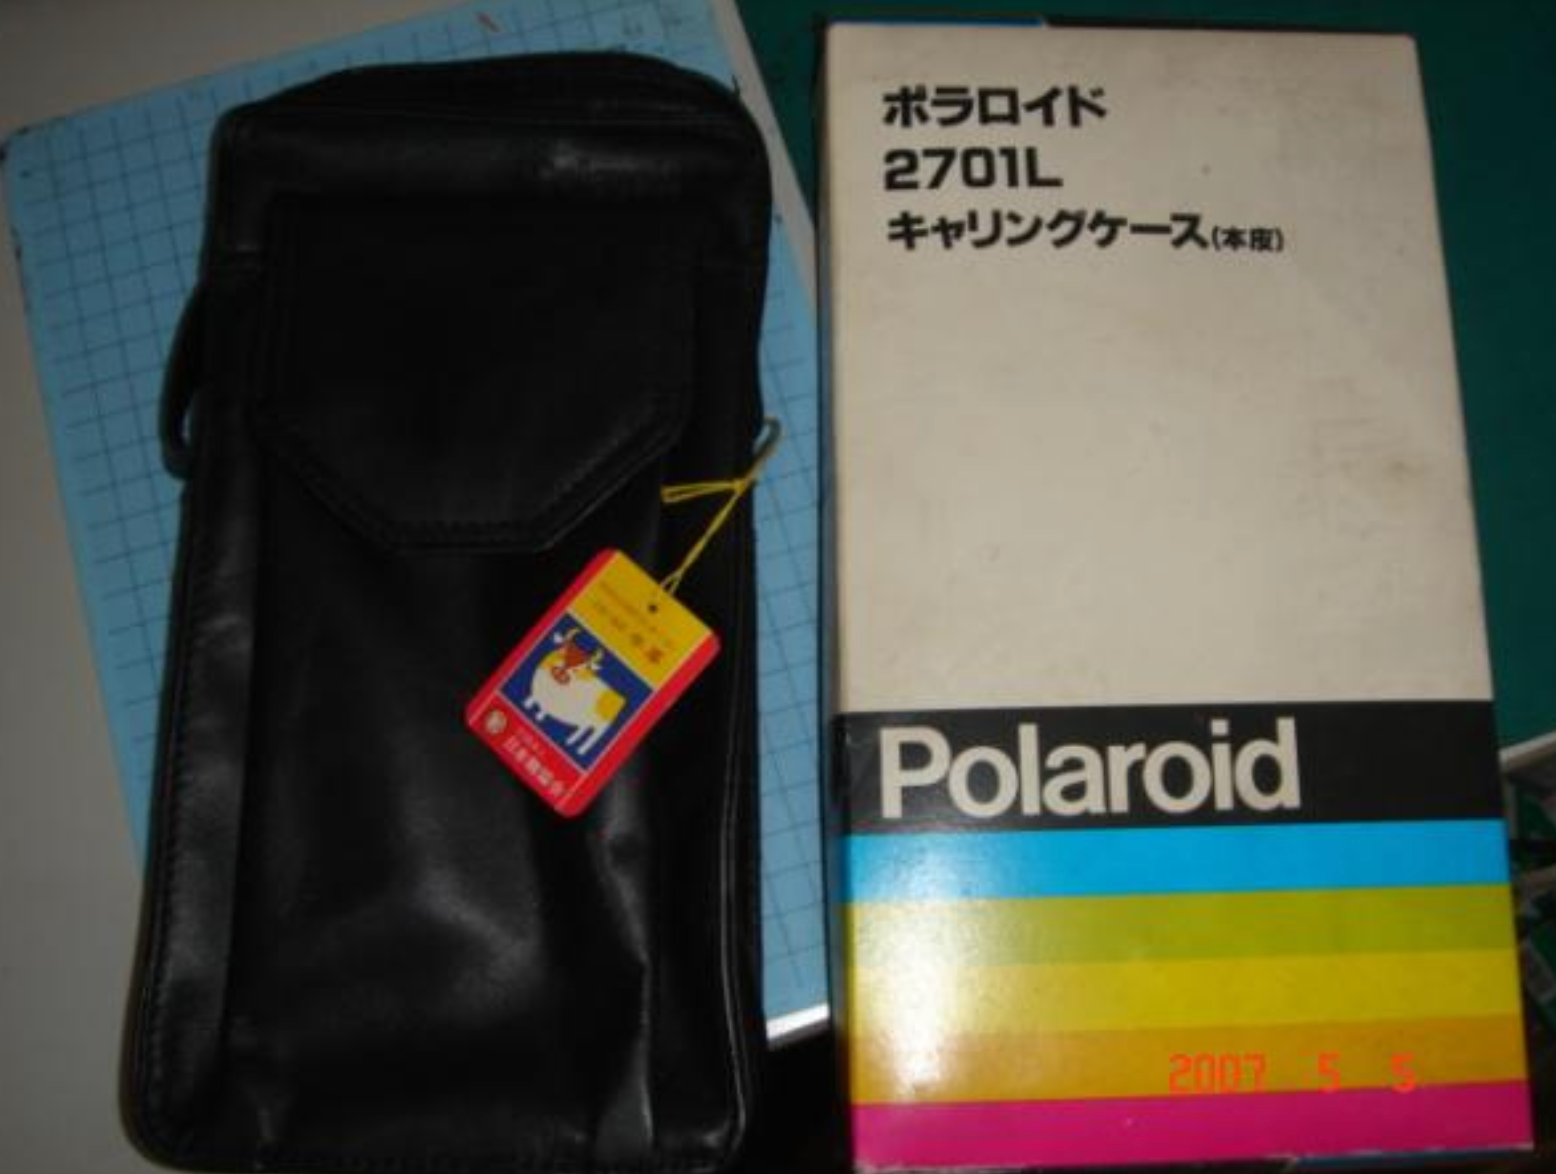 ポラロイド
2701L
キャリングケース(本皮)
Polaroid
2007 5 5